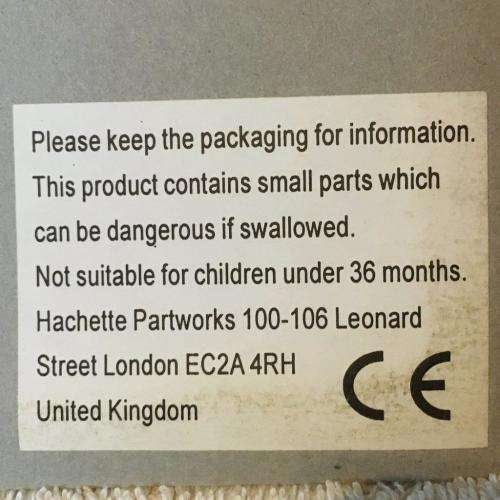 Please keep the packaging for information.
This product contains small parts which
can be dangerous if swallowed.
Not suitable for children under 36 months.
Hachette Partworks 100-106 Leonard
Street London EC2A 4RH
United Kingdom
CE